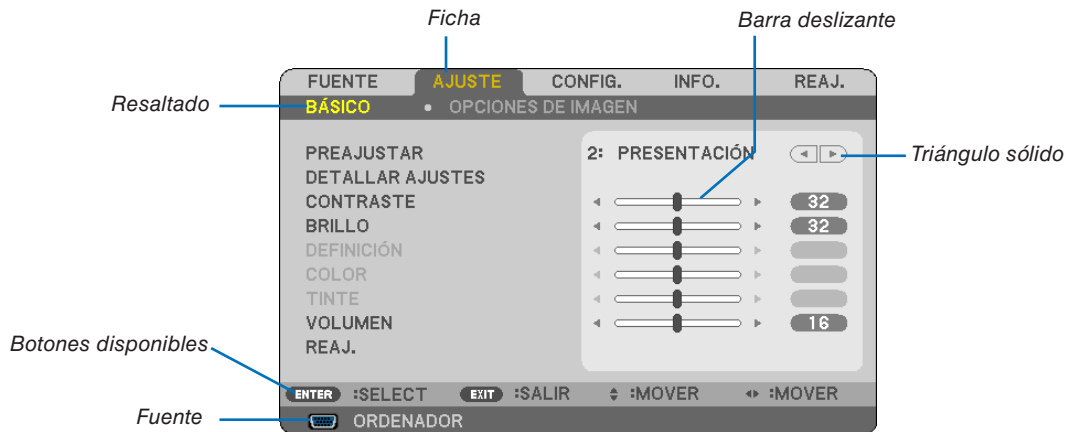 Ficha
Barra deslizante
FUENTE AJUSTE CONFIG. INFO. REAJ.
Resaltado
BÁSICO • OPCIONES DE IMAGEN
PREAJUSTAR 2: PRESENTACIÓN
Triángulo sólido
DETALLAR AJUSTES
CONTRASTE 32
BRILLO 32
DEFINICIÓN
COLOR
TINTE
VOLUMEN 16
REAJ.
Botones disponibles
ENTER :SELECT EXIT :SALIR :MOVER :MOVER
Fuente
ORDENADOR